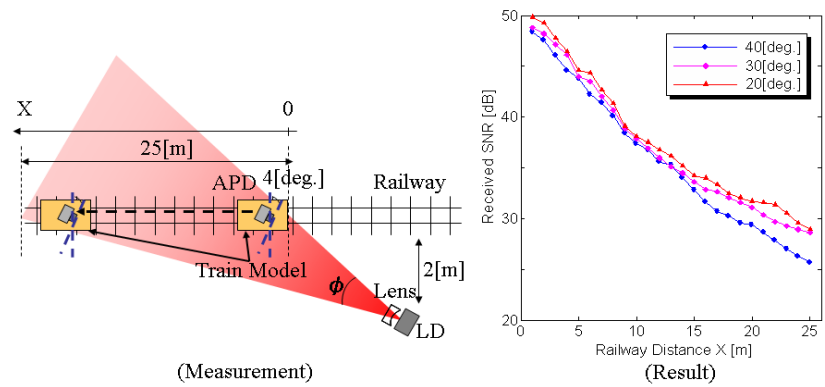 X
0
25[m]
APD
4[deg.]
Railway
Train Model
2[m]
ϕ
Lens
LD
(Measurement)
50
40
30
20
Received SNR [dB]
40[deg.]
30[deg.]
20[deg.]
0 5 10 15 20 25
Railway Distance X [m]
(Result)